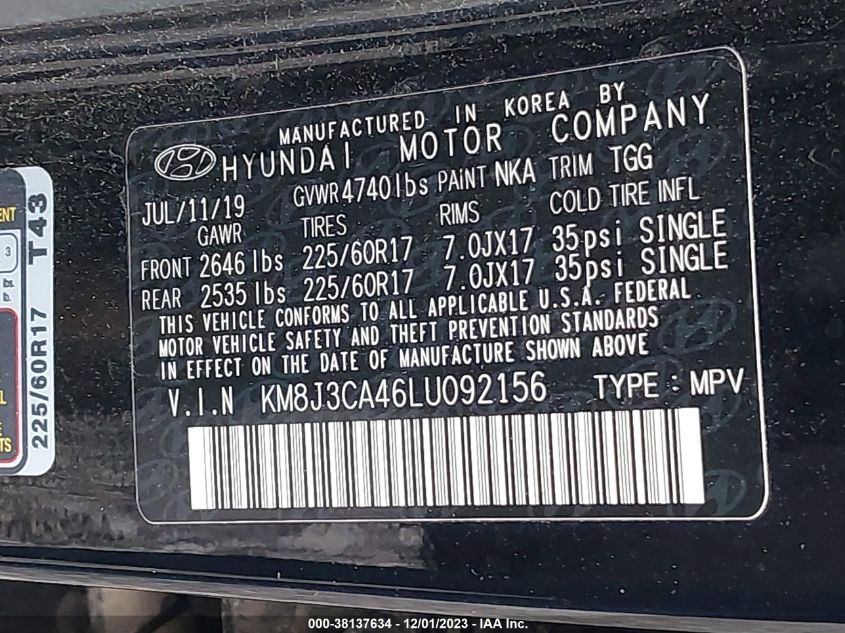 MANUFACTURED IN KOREA BY
HYUNDAI MOTOR COMPANY
JUL/11/19 GVWR 4740 lbs PAINT NKA TRIM TGG
GAWR TIRES RIMS COLD TIRE INFL
FRONT 2646 lbs 225/60R17 7.0JX17 35psi SINGLE
REAR 2535 lbs 225/60R17 7.0JX17 35psi SINGLE
THIS VEHICLE CONFORMS TO ALL APPLICABLE U.S.A. FEDERAL
MOTOR VEHICLE SAFETY AND THEFT PREVENTION STANDARDS
IN EFFECT ON THE DATE OF MANUFACTURE SHOWN ABOVE
V.I.N KM8J3CA46LU092156 TYPE : MPV
225/60R17 T43
3
lbs.
lb.
000-38137634 - 12/01/2023 - IAA Inc.